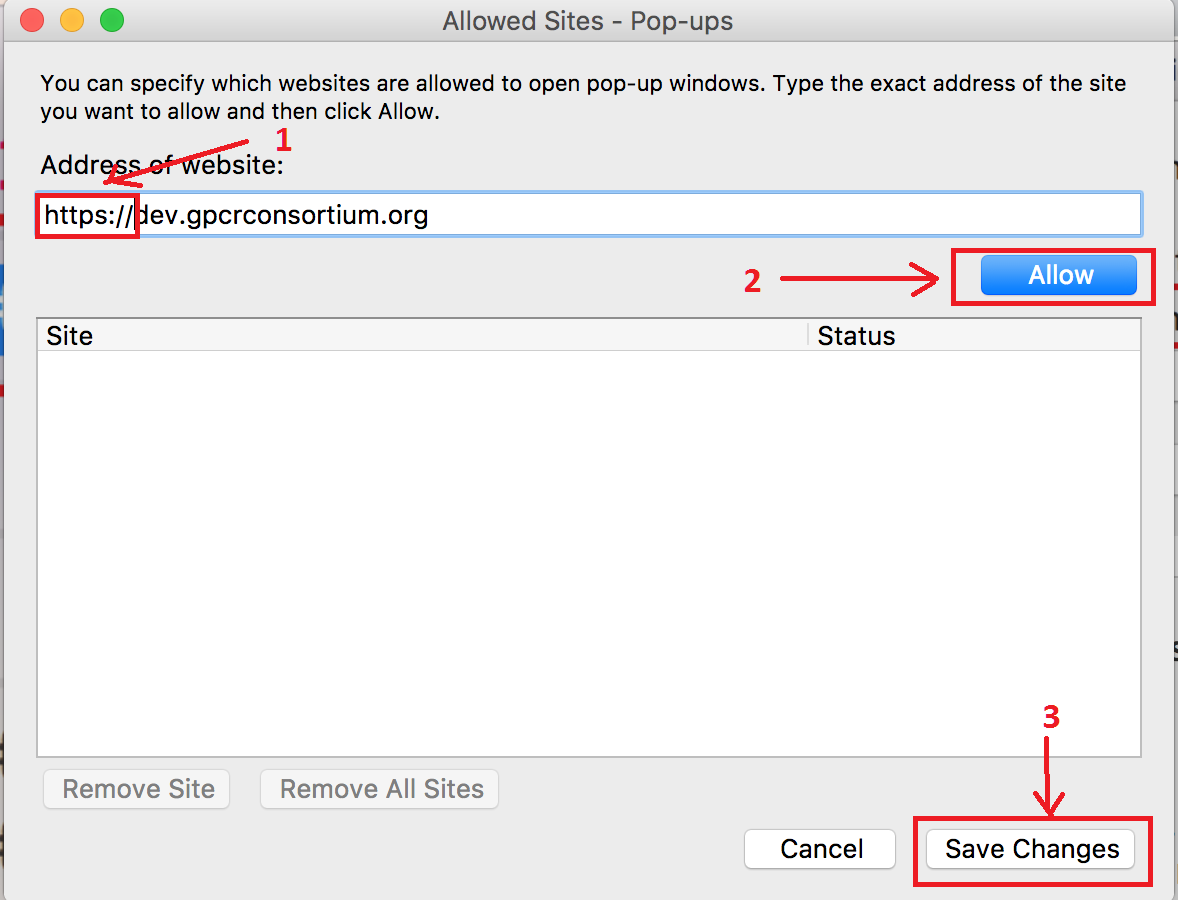 Allowed Sites - Pop-ups
You can specify which websites are allowed to open pop-up windows. Type the exact address of the site
you want to allow and then click Allow.
1
Address of website:
https://dev.gpcrconsortium.org
2
Allow
Site Status
3
Remove Site Remove All Sites
Cancel Save Changes